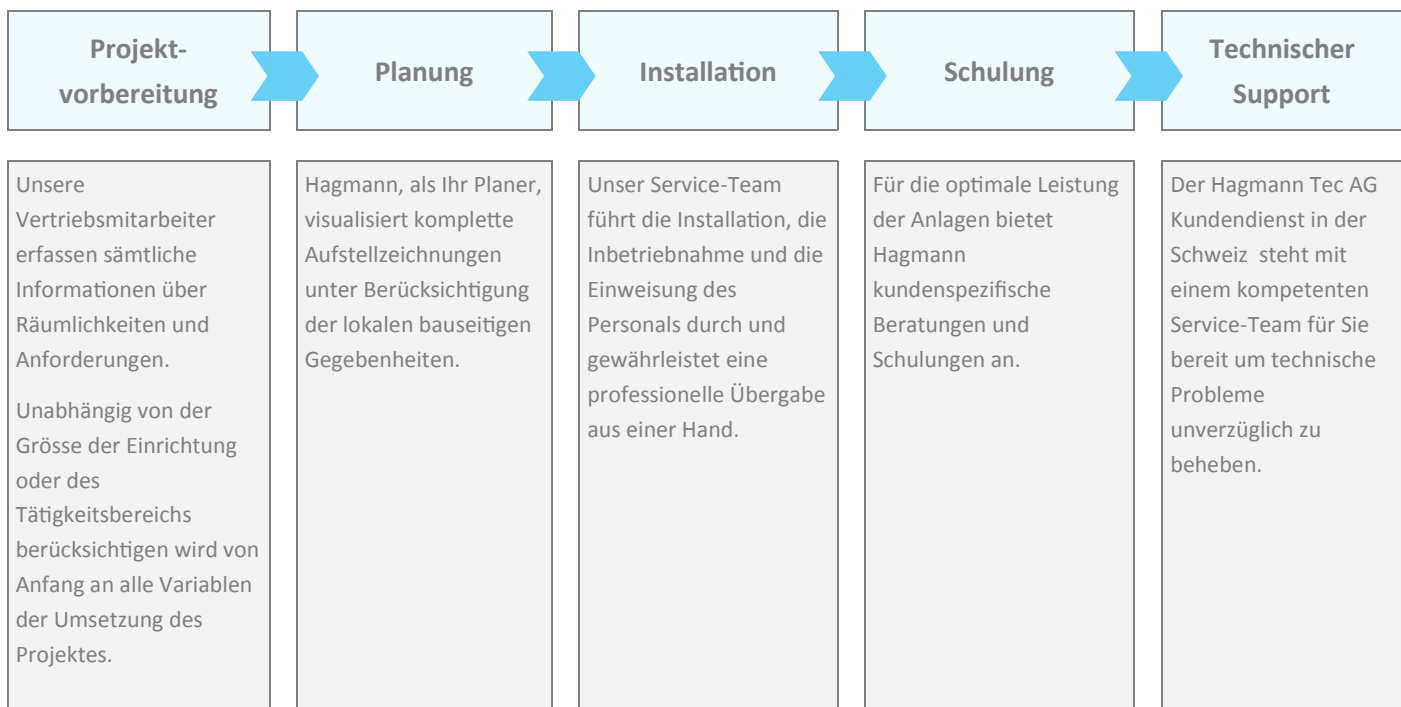 Projekt-
vorbereitung
Planung
Installation
Schulung
Technischer
Support
Unsere
Vertriebsmitarbeiter
erfassen sämtliche
Informationen über
Räumlichkeiten und
Anforderungen.
Unabhängig von der
Grösse der Einrichtung
oder des
Tätigkeitsbereichs
berücksichtigen wird von
Anfang an alle Variablen
der Umsetzung des
Projektes.
Hagmann, als Ihr Planer,
visualisiert komplette
Aufstellzeichnungen
unter Berücksichtigung
der lokalen bauseitigen
Gegebenheiten.
Unser Service-Team
führt die Installation, die
Inbetriebnahme und die
Einweisung des
Personals durch und
gewährleistet eine
professionelle Übergabe
aus einer Hand.
Für die optimale Leistung
der Anlagen bietet
Hagmann
kundenspezifische
Beratungen und
Schulungen an.
Der Hagmann Tec AG
Kundendienst in der
Schweiz  steht mit
einem kompetenten
Service-Team für Sie
bereit um technische
Probleme
unverzüglich zu
beheben.